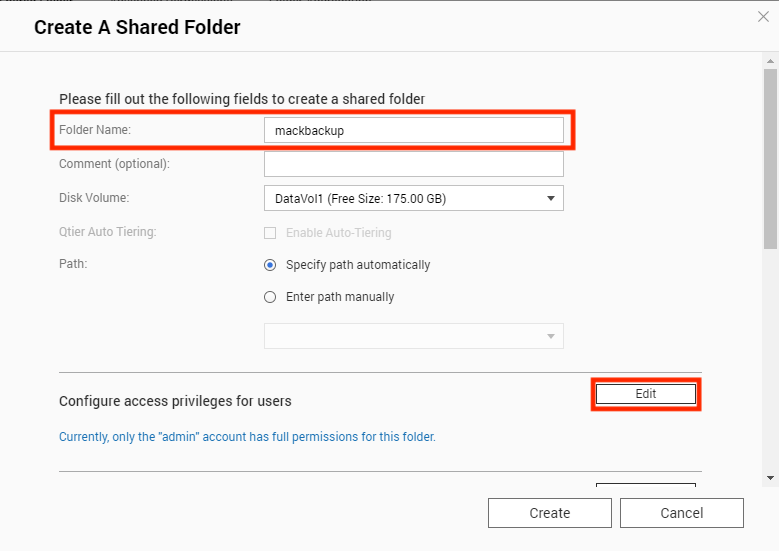 Create A Shared Folder
Please fill out the following fields to create a shared folder
Folder Name: mackbackup
Comment (optional):
Disk Volume: DataVol1 (Free Size: 175.00 GB)
Qtier Auto Tiering: Enable Auto-Tiering
Path: Specify path automatically
Enter path manually
Configure access privileges for users Edit
Currently, only the "admin" account has full permissions for this folder.
Create Cancel